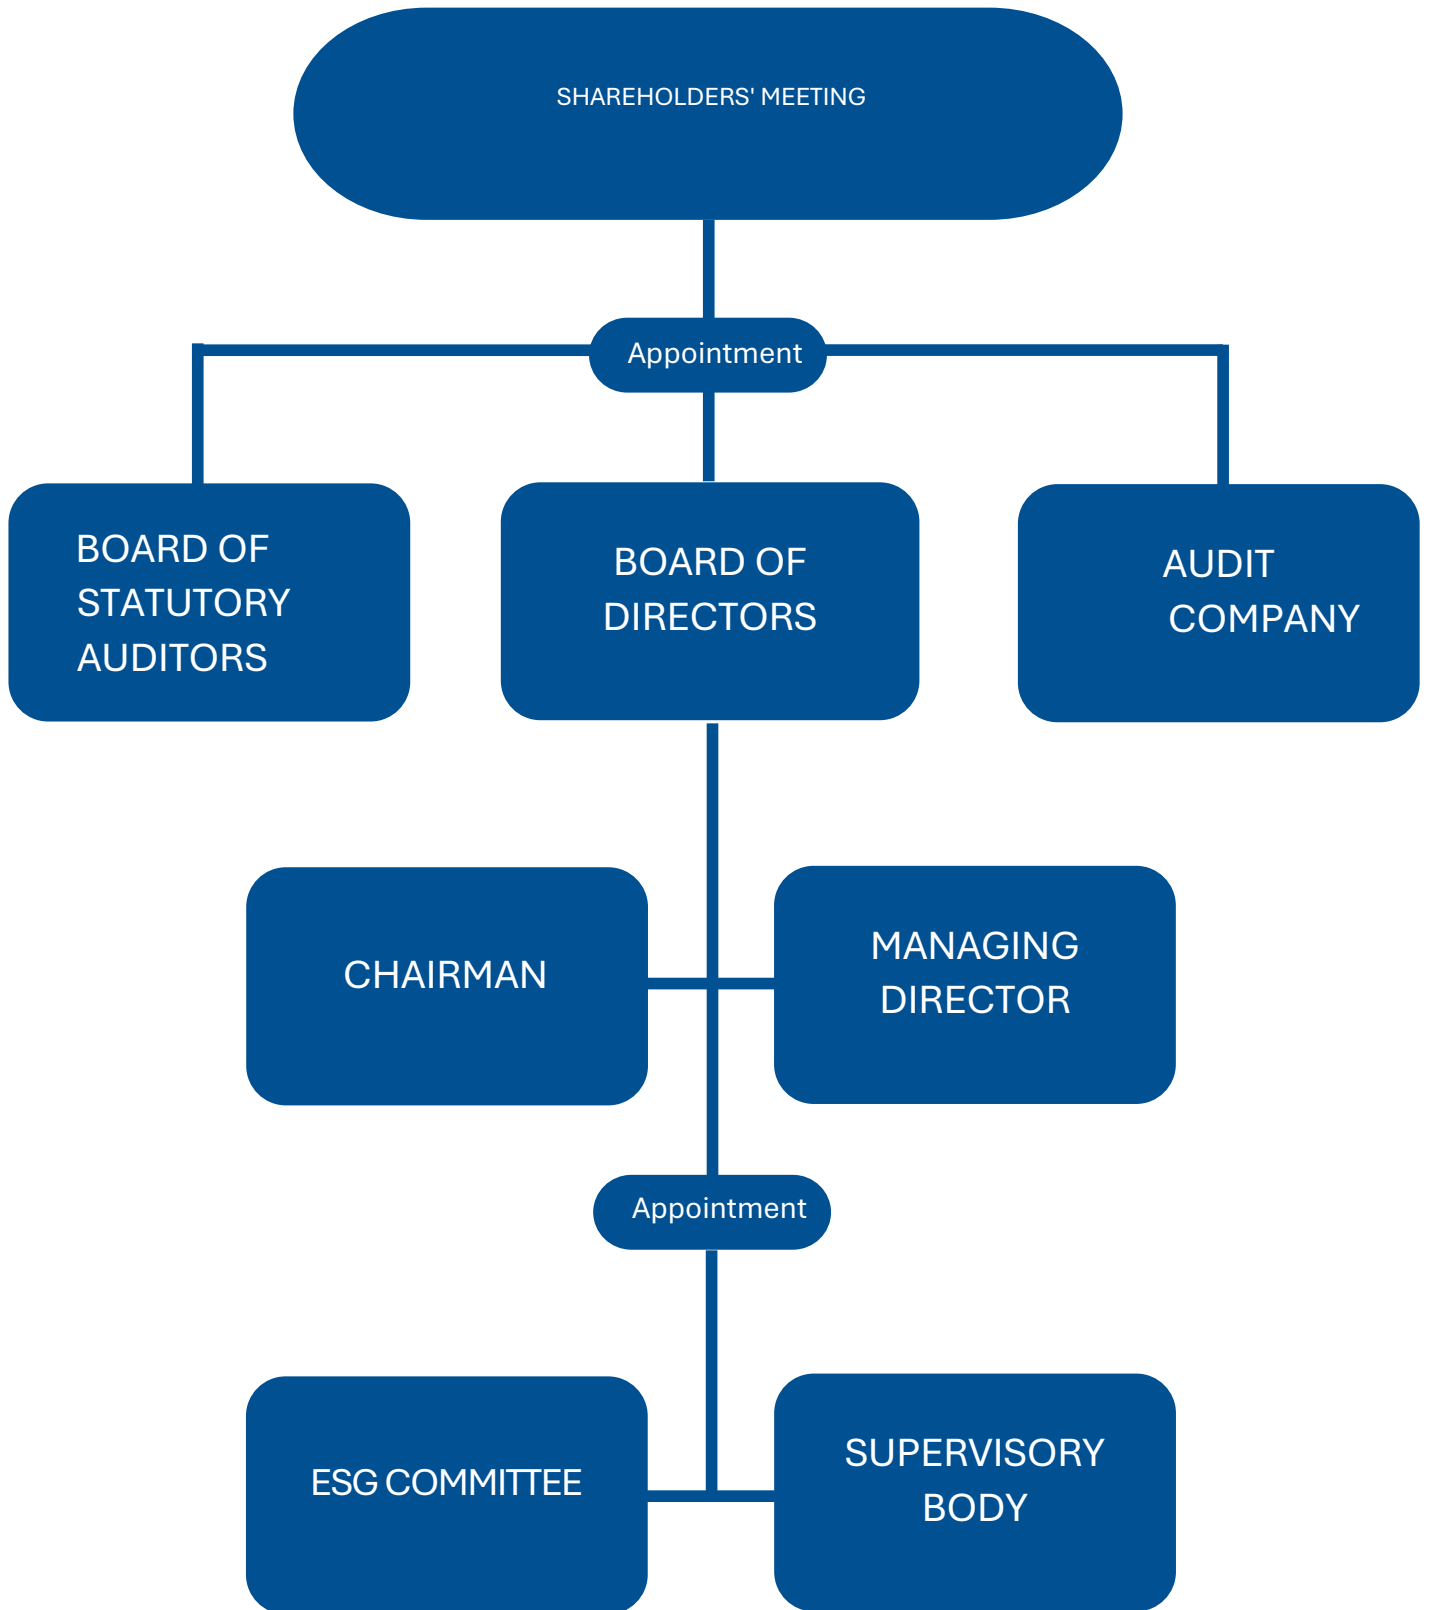 SHAREHOLDERS' MEETING
Appointment
BOARD OF
STATUTORY
AUDITORS
BOARD OF
DIRECTORS
AUDIT
COMPANY
CHAIRMAN
MANAGING
DIRECTOR
Appointment
ESG COMMITTEE
SUPERVISORY
BODY